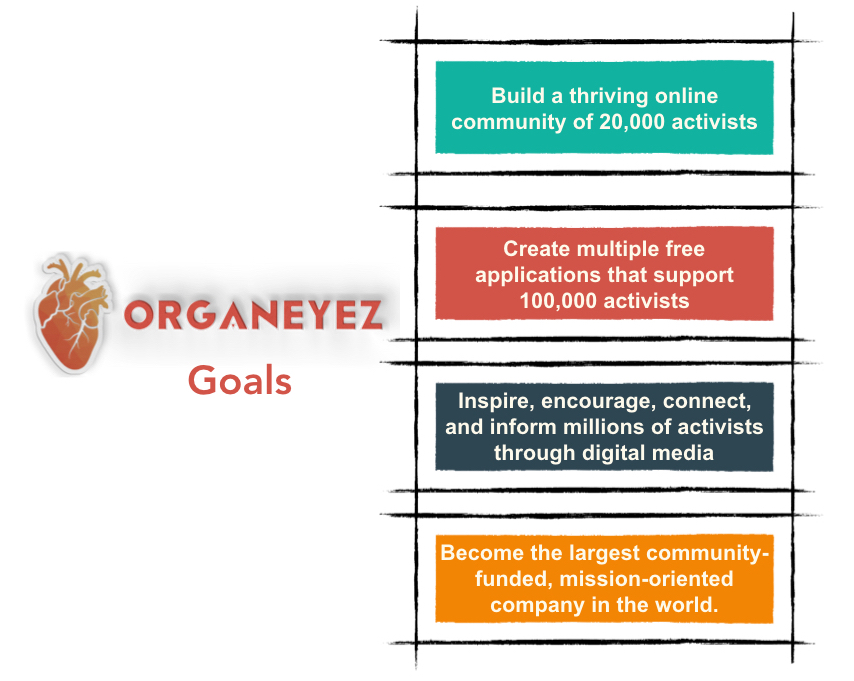 ORGANEYEZ
Goals
Build a thriving online
community of 20,000 activists
Create multiple free
applications that support
100,000 activists
Inspire, encourage, connect,
and inform millions of activists
through digital media
Become the largest community-
funded, mission-oriented
company in the world.